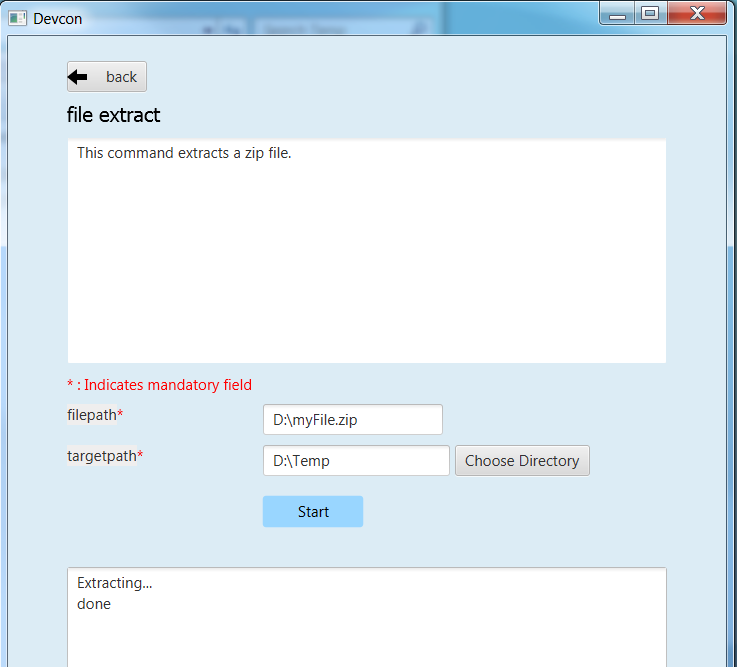 Devcon
back
file extract
This command extracts a zip file.
* : Indicates mandatory field
filepath*
D:\myFile.zip
targetpath*
D:\Temp
Choose Directory
Start
Extracting...
done